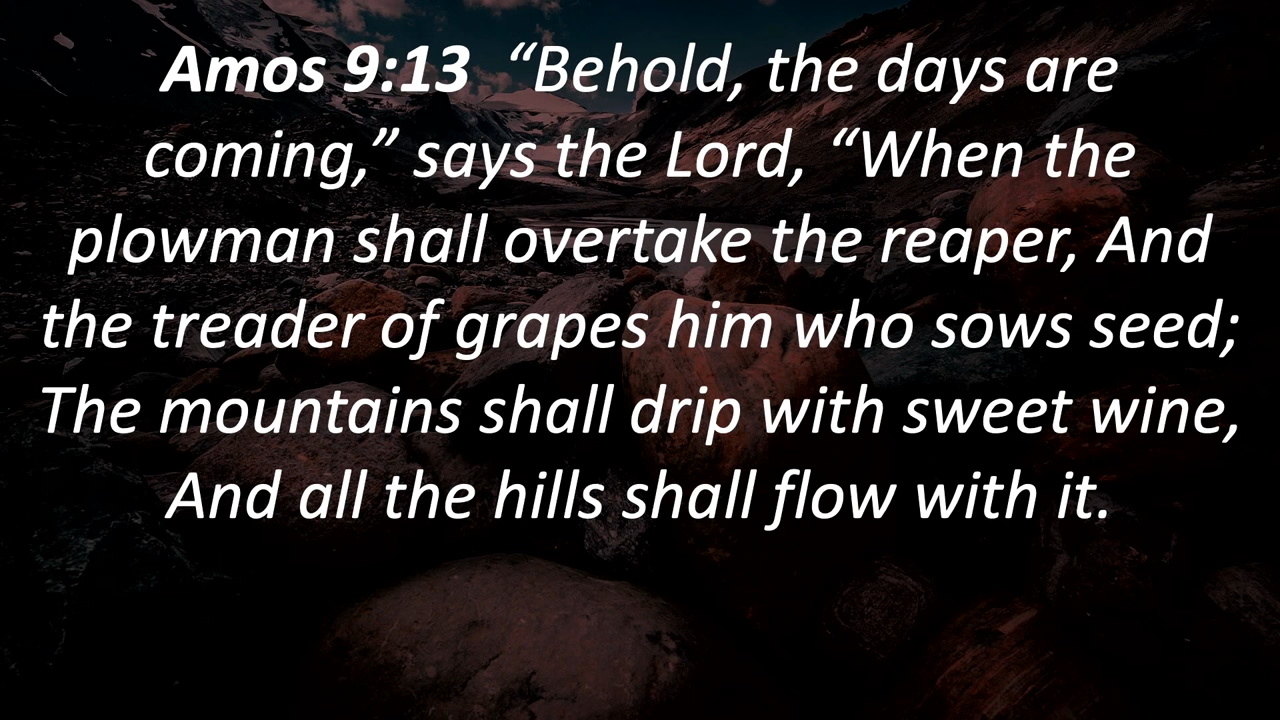 Amos 9:13  “Behold, the days are
coming,” says the Lord, “When the
plowman shall overtake the reaper, And
the treader of grapes him who sows seed;
The mountains shall drip with sweet wine,
And all the hills shall flow with it.